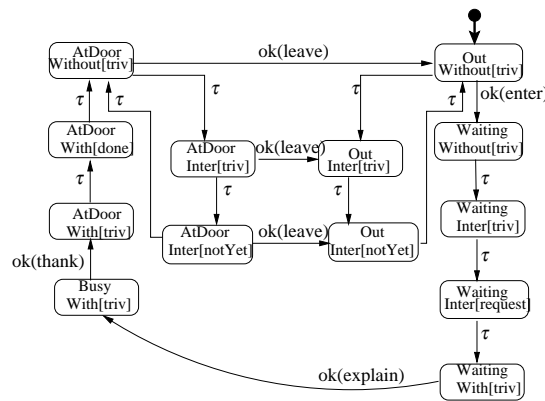 AtDoor
Without[triv]
ok(leave)
Out
Without[triv]
τ
τ
τ
τ
τ
ok(enter)
AtDoor
With[done]
AtDoor
Inter[triv]
ok(leave)
Out
Inter[triv]
Waiting
Without[triv]
τ
τ
τ
τ
AtDoor
With[triv]
AtDoor
Inter[notYet]
ok(leave)
Out
Inter[notYet]
Waiting
Inter[triv]
τ
ok(thank)
Busy
With[triv]
Waiting
Inter[request]
τ
ok(explain)
Waiting
With[triv]